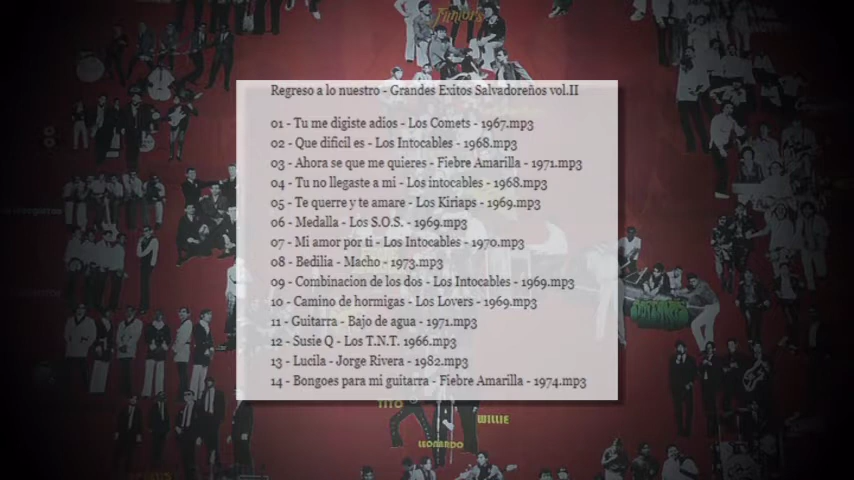 Juniors
Regreso a lo nuestro - Grandes Exitos Salvadoreños vol.II
01 - Tu me digiste adios - Los Comets - 1967.mp3
02 - Que dificil es - Los Intocables - 1968.mp3
03 - Ahora se que me quieres - Fiebre Amarilla - 1971.mp3
04 - Tu no llegaste a mi - Los intocables - 1968.mp3
05 - Te querre y te amare - Los Kiriaps - 1969.mp3
06 - Medalla - Los S.O.S. - 1969.mp3
07 - Mi amor por ti - Los Intocables - 1970.mp3
08 - Bedilia - Macho - 1973.mp3
09 - Combinacion de los dos - Los Intocables - 1969.mp3
10 - Camino de hormigas - Los Lovers - 1969.mp3
11 - Guitarra - Bajo de agua - 1971.mp3
12 - Susie Q - Los T.N.T. 1966.mp3
13 - Lucila - Jorge Rivera - 1982.mp3
14 - Bongoes para mi guitarra - Fiebre Amarilla - 1974.mp3
TITO
WILLIE
LEONARDO